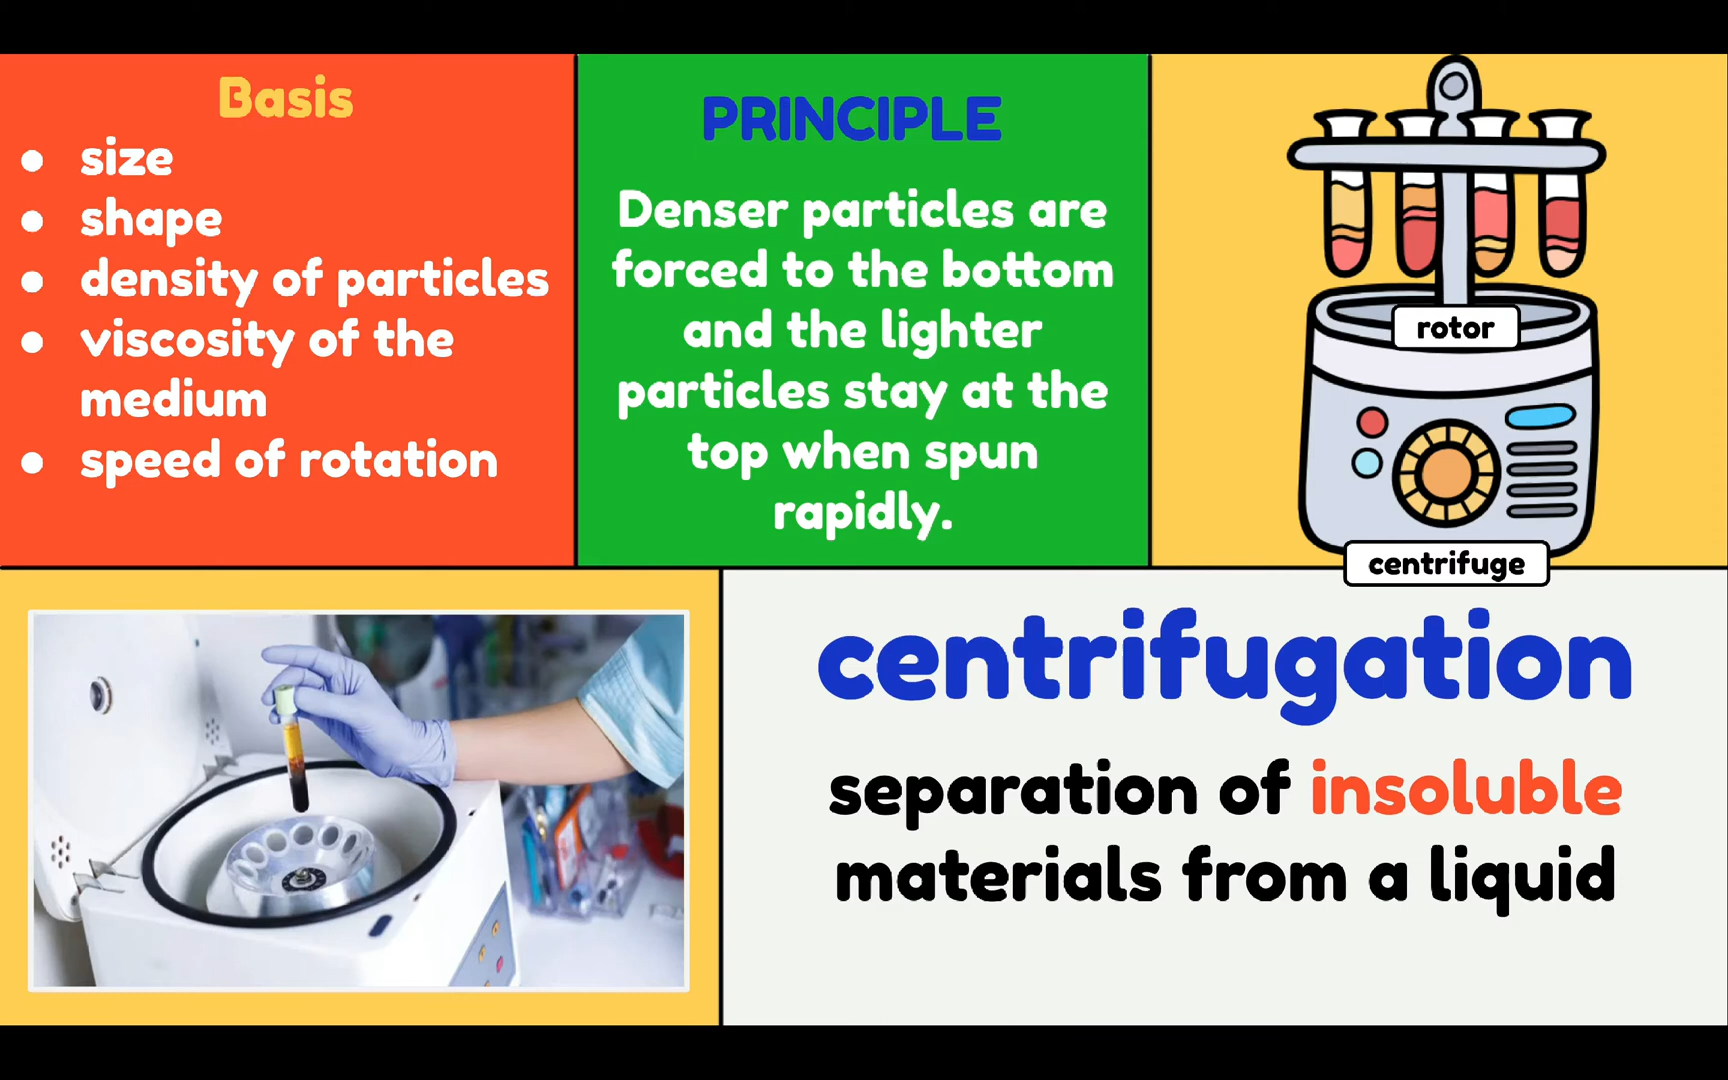 Basis
• size
• shape
• density of particles
• viscosity of the
medium
• speed of rotation
PRINCIPLE
Denser particles are
forced to the bottom
and the lighter
particles stay at the
top when spun
rapidly.
rotor
centrifuge
centrifugation
separation of insoluble
materials from a liquid